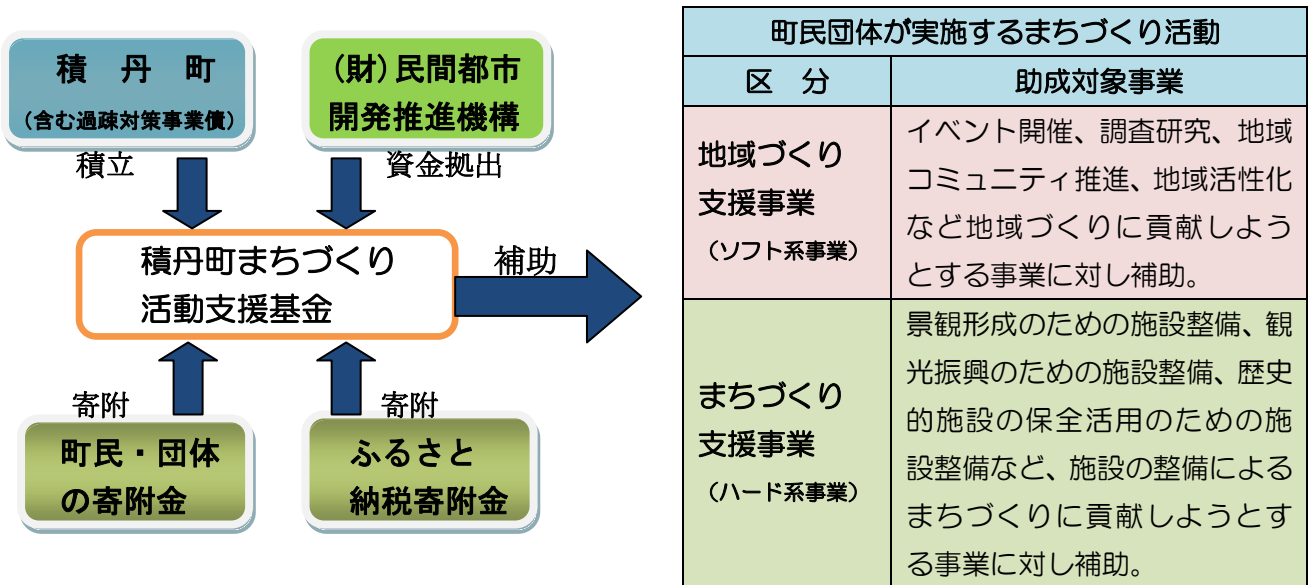 積 丹 町
(含む過疎対策事業債)
(財)民間都市
開発推進機構
積立
資金拠出
積丹町まちづくり
活動支援基金
補助
寄附
寄附
町民・団体
の寄附金
ふるさと
納税寄附金
町民団体が実施するまちづくり活動
区 分
助成対象事業
地域づくり
支援事業
(ソフト系事業)
イベント開催、調査研究、地域
コミュニティ推進、地域活性化
など地域づくりに貢献しよう
とする事業に対し補助。
まちづくり
支援事業
(ハード系事業)
景観形成のための施設整備、観
光振興のための施設整備、歴史
的施設の保全活用のための施
設整備など、施設の整備による
まちづくりに貢献しようとす
る事業に対し補助。